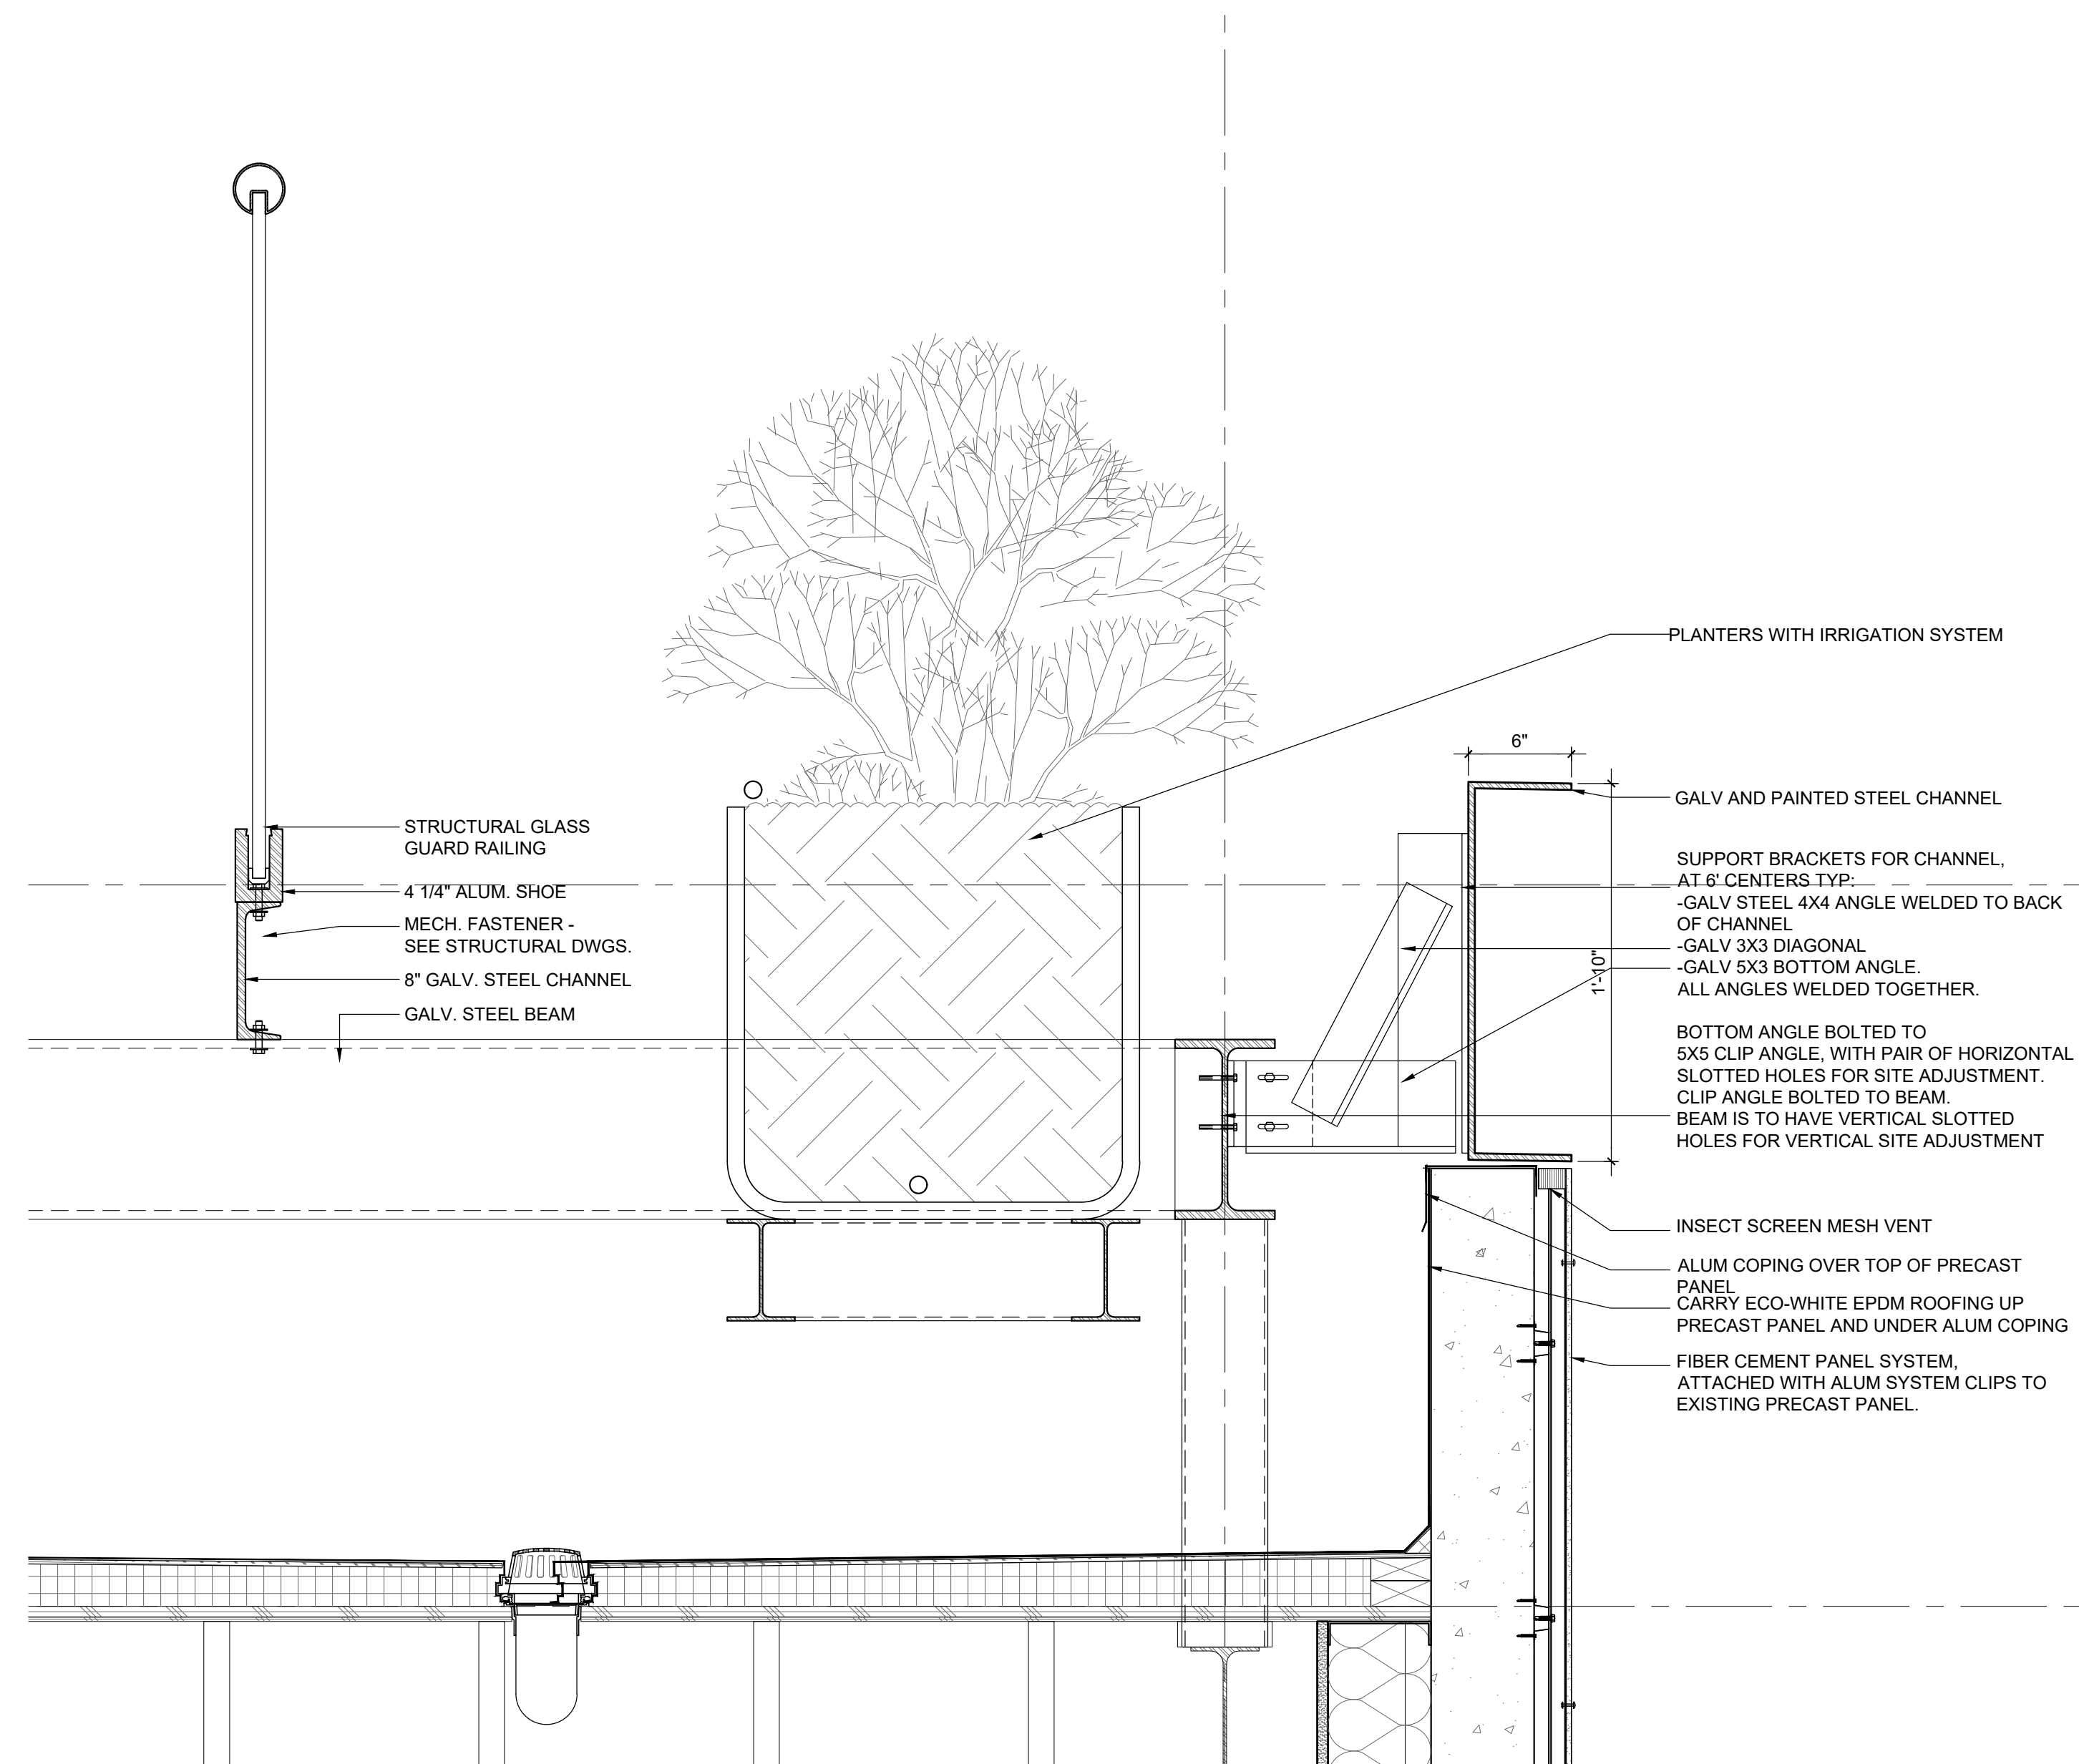 PLANTERS WITH IRRIGATION SYSTEM
6"
GALV AND PAINTED STEEL CHANNEL
STRUCTURAL GLASS
GUARD RAILING
4 1/4" ALUM. SHOE
MECH. FASTENER -
SEE STRUCTURAL DWGS.
8" GALV. STEEL CHANNEL
GALV. STEEL BEAM
1'-10"
SUPPORT BRACKETS FOR CHANNEL,
AT 6' CENTERS TYP:
-GALV STEEL 4X4 ANGLE WELDED TO BACK
OF CHANNEL
-GALV 3X3 DIAGONAL
-GALV 5X3 BOTTOM ANGLE.
ALL ANGLES WELDED TOGETHER.
BOTTOM ANGLE BOLTED TO
5X5 CLIP ANGLE, WITH PAIR OF HORIZONTAL
SLOTTED HOLES FOR SITE ADJUSTMENT.
CLIP ANGLE BOLTED TO BEAM.
BEAM IS TO HAVE VERTICAL SLOTTED
HOLES FOR VERTICAL SITE ADJUSTMENT
INSECT SCREEN MESH VENT
ALUM COPING OVER TOP OF PRECAST
PANEL
CARRY ECO-WHITE EPDM ROOFING UP
PRECAST PANEL AND UNDER ALUM COPING
FIBER CEMENT PANEL SYSTEM,
ATTACHED WITH ALUM SYSTEM CLIPS TO
EXISTING PRECAST PANEL.